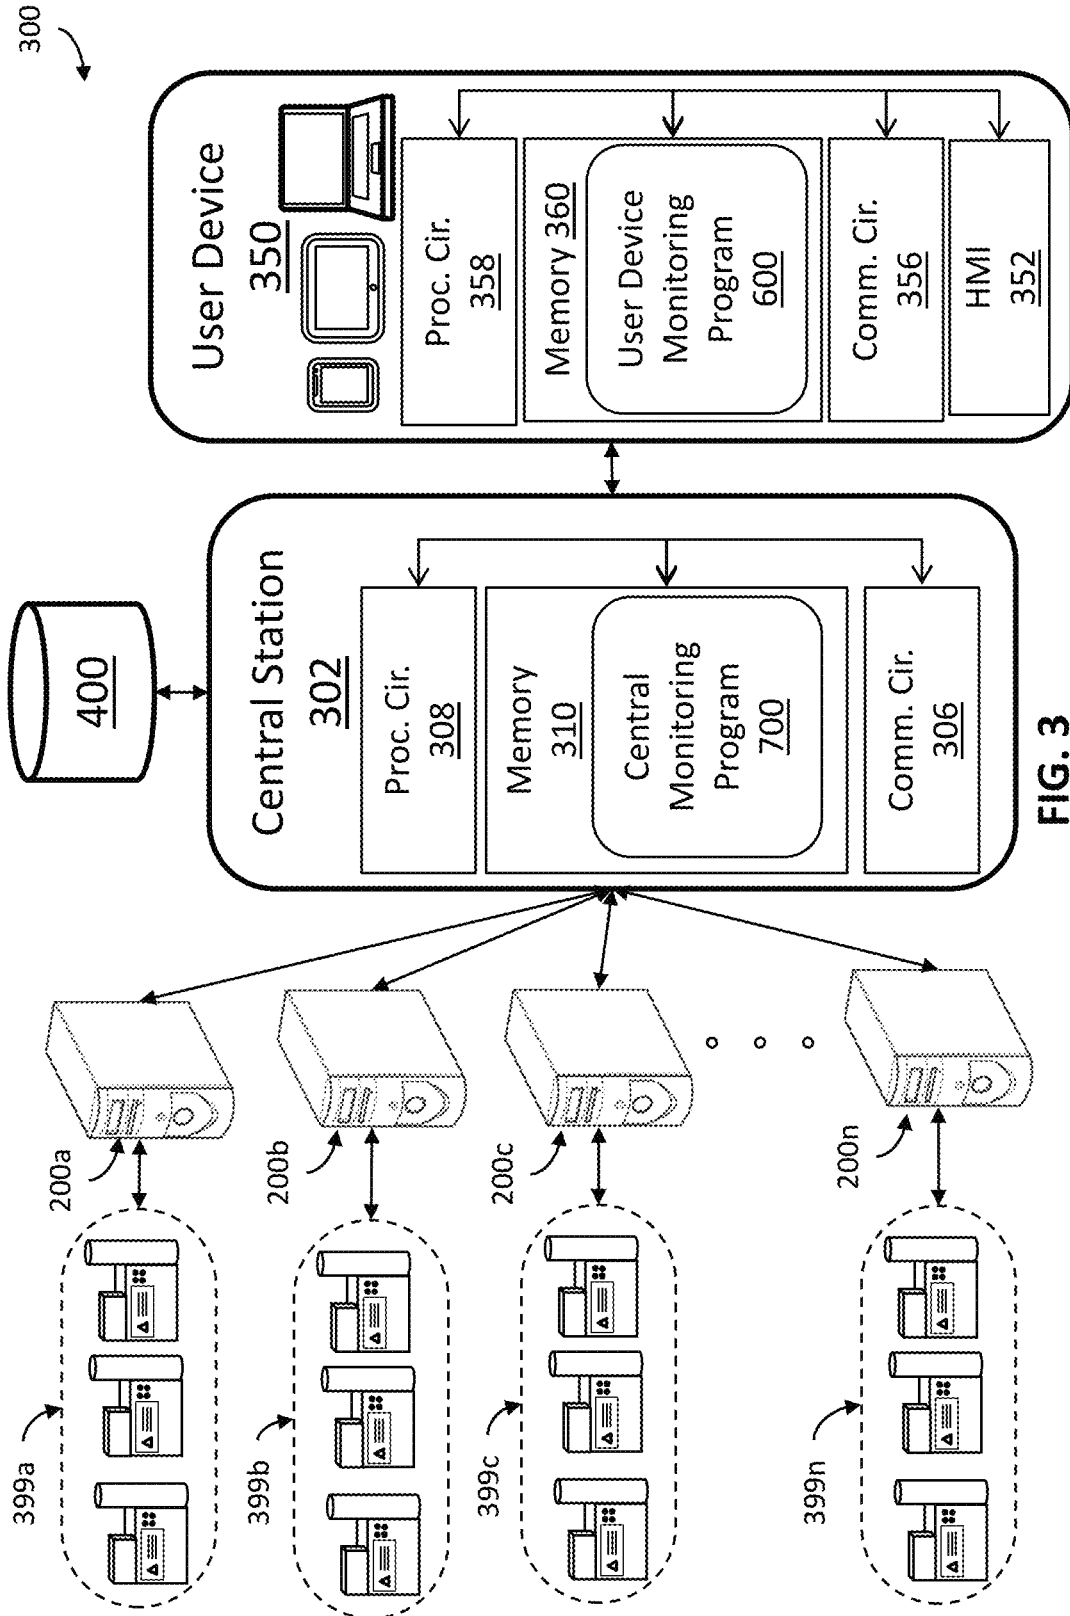 300
User Device
350
Proc. Cir.
358
Memory 360
User Device
Monitoring
Program
600
Comm. Cir.
356
HMI
352
400
Central Station
302
Proc. Cir.
308
Memory
310
Central
Monitoring
Program
700
Comm. Cir.
306
200a
200b
200c
200n
399a
399b
399c
399n
FIG. 3